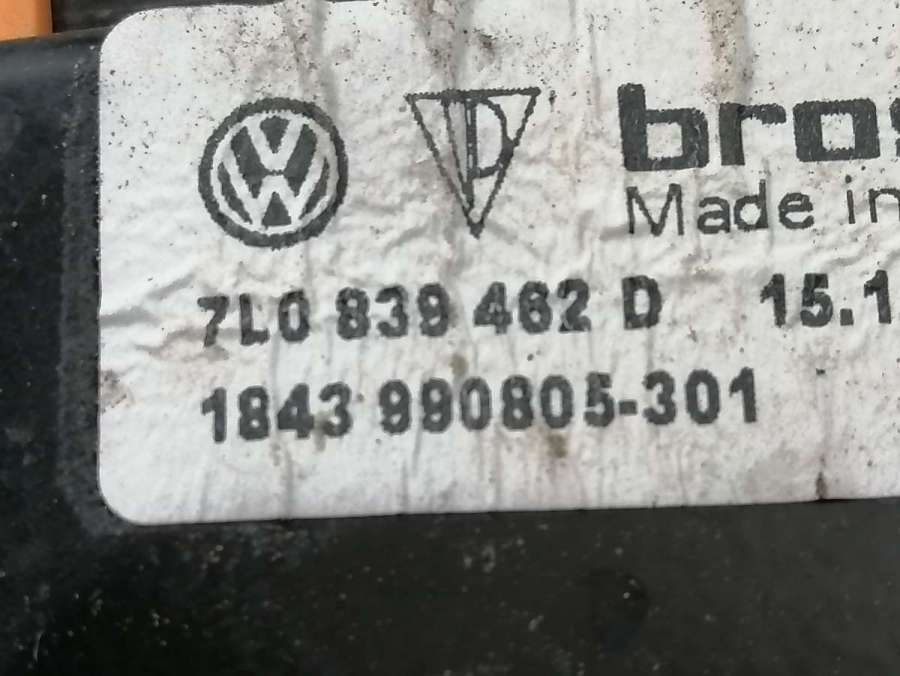 bros
Made in
7L0 839 462 D 15.1
1843 990805-301